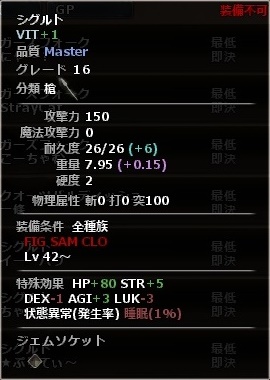 GP
装備不可
シグルト
VIT+1
品質 Master
グレード 16
分類 槍
攻撃力 150
魔法攻撃力 0
耐久度 26/26 (+6)
重量 7.95 (+0.15)
硬度 2
物理属性 斬0 打0 突100
装備条件 全種族
FIG SAM CLO
Lv 42～
特殊効果 HP+80 STR+5
DEX-1 AGI+3 LUK-3
状態異常(発生率) 睡眠(1%)
ジェムソケット
最低
即決
最低
即決
最低
即決
最低
即決
最低
即決